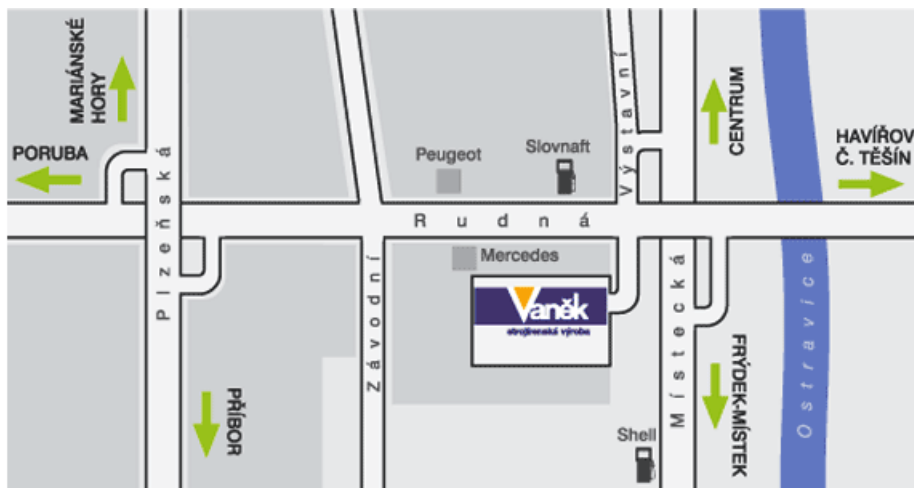 MARIÁNSKÉ
HORY
PORUBA
Plzeňská
Peugeot
Slovnaft
Výstavní
CENTRUM
HAVÍŘOV
Č. TĚŠÍN
Rudná
Mercedes
Vaněk
strojírenská výroba
Závodní
Místecká
Ostravice
PŘÍBOR
FRÝDEK-MÍSTEK
Shell